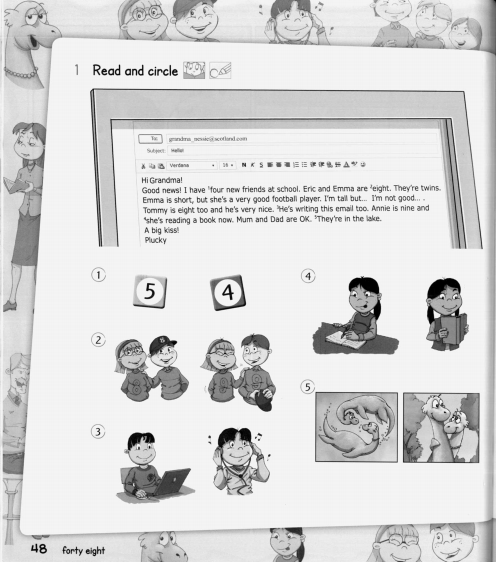 1 Read and circle
To: grandma_nessie@scotland.com
Subject: Hello!
Verdana 16 N K S
Hi Grandma!
Good news! I have ¹four new friends at school. Eric and Emma are ²eight. They're twins.
Emma is short, but she's a very good football player. I'm tall but... I'm not good... .
Tommy is eight too and he's very nice. ³He's writing this email too. Annie is nine and
⁴she's reading a book now. Mum and Dad are OK. ⁵They're in the lake.
A big kiss!
Plucky
1
5 4
2
3
4
5
48 forty eight